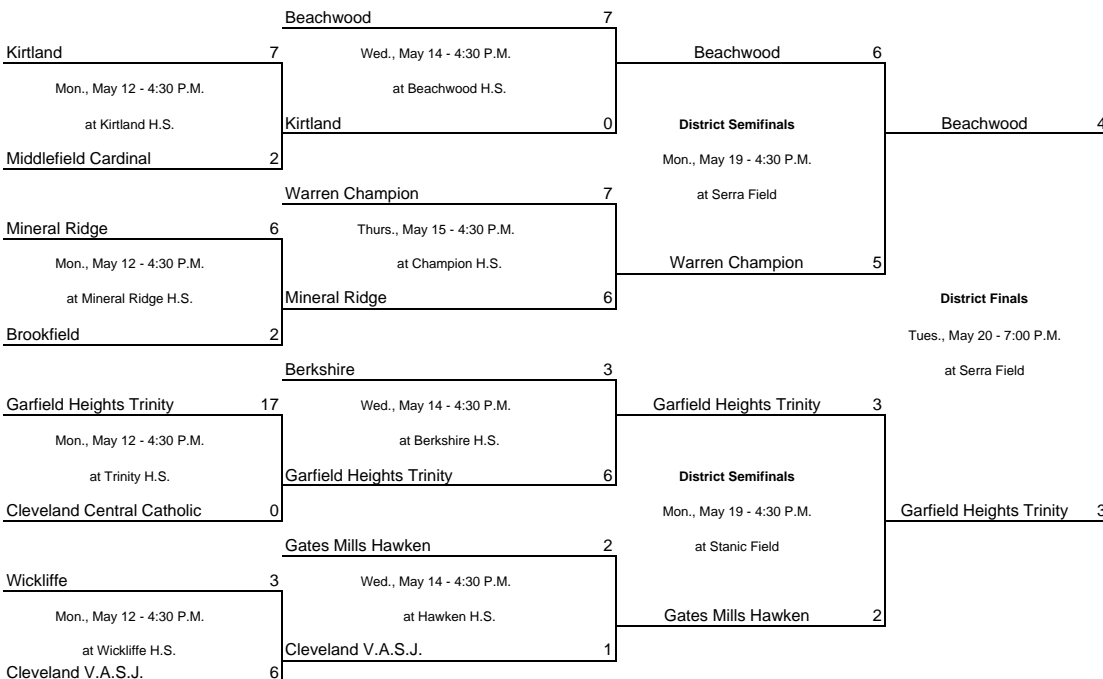 Beachwood 7
Kirtland 7 Wed., May 14 - 4:30 P.M. Beachwood 6
Mon., May 12 - 4:30 P.M. at Beachwood H.S.
at Kirtland H.S. Kirtland 0 District Semifinals Beachwood 4
Middlefield Cardinal 2 Mon., May 19 - 4:30 P.M.
Warren Champion 7 at Serra Field
Mineral Ridge 6 Thurs., May 15 - 4:30 P.M.
Mon., May 12 - 4:30 P.M. at Champion H.S. Warren Champion 5
at Mineral Ridge H.S. Mineral Ridge 6 District Finals
Brookfield 2 Tues., May 20 - 7:00 P.M.
Berkshire 3 at Serra Field
Garfield Heights Trinity 17 Wed., May 14 - 4:30 P.M. Garfield Heights Trinity 3
Mon., May 12 - 4:30 P.M. at Berkshire H.S.
at Trinity H.S. Garfield Heights Trinity 6 District Semifinals
Cleveland Central Catholic 0 Mon., May 19 - 4:30 P.M. Garfield Heights Trinity 3
Gates Mills Hawken 2 at Stanic Field
Wickliffe 3 Wed., May 14 - 4:30 P.M.
Mon., May 12 - 4:30 P.M. at Hawken H.S. Gates Mills Hawken 2
at Wickliffe H.S. Cleveland V.A.S.J. 1
Cleveland V.A.S.J. 6